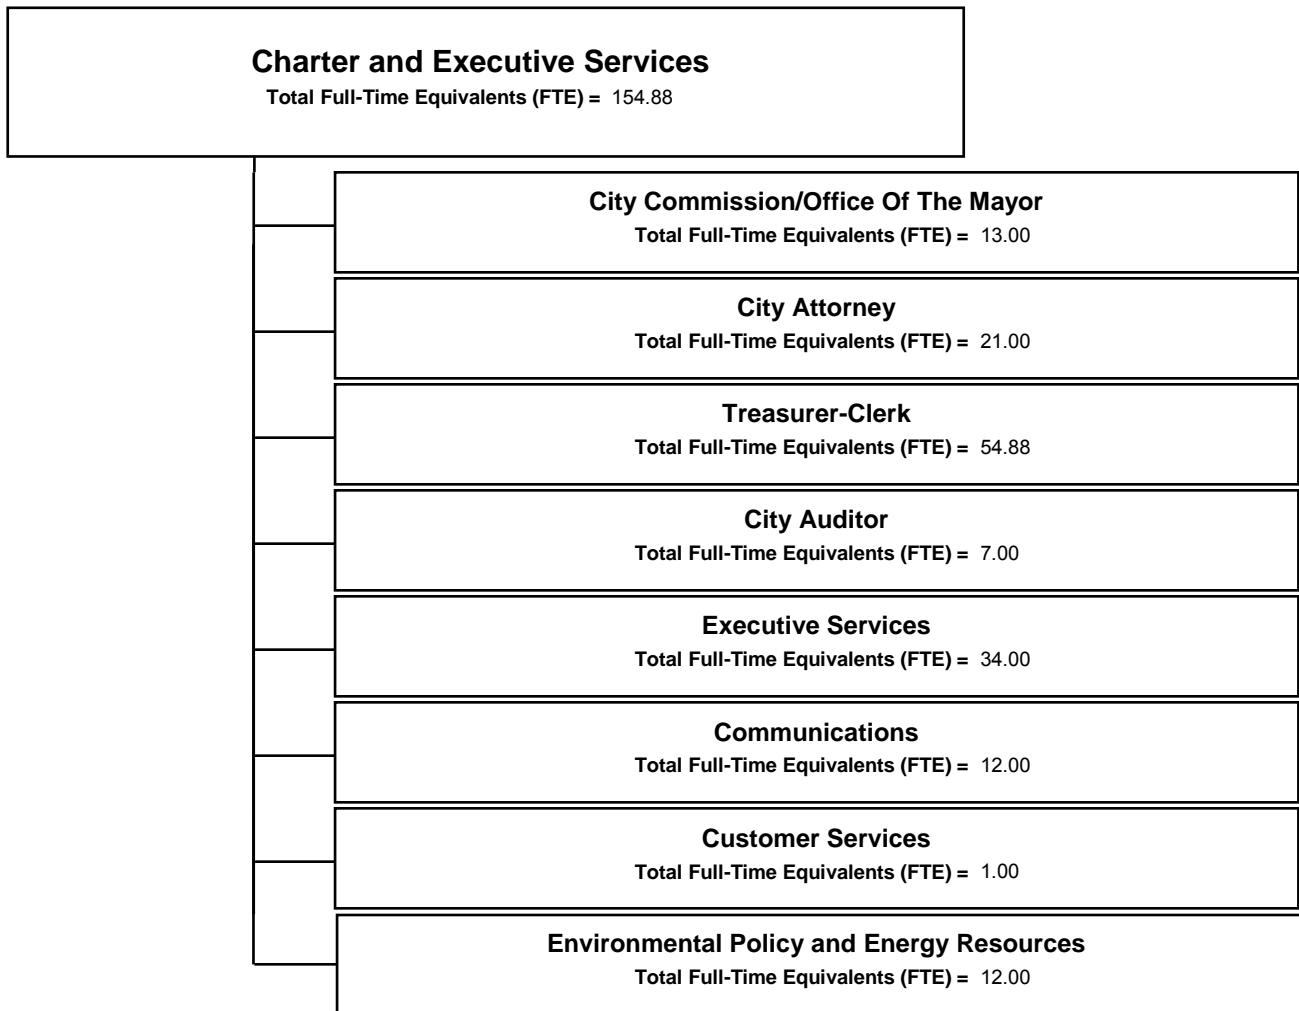 Charter and Executive Services
Total Full-Time Equivalents (FTE) = 154.88
City Commission/Office Of The Mayor
Total Full-Time Equivalents (FTE) = 13.00
City Attorney
Total Full-Time Equivalents (FTE) = 21.00
Treasurer-Clerk
Total Full-Time Equivalents (FTE) = 54.88
City Auditor
Total Full-Time Equivalents (FTE) = 7.00
Executive Services
Total Full-Time Equivalents (FTE) = 34.00
Communications
Total Full-Time Equivalents (FTE) = 12.00
Customer Services
Total Full-Time Equivalents (FTE) = 1.00
Environmental Policy and Energy Resources
Total Full-Time Equivalents (FTE) = 12.00